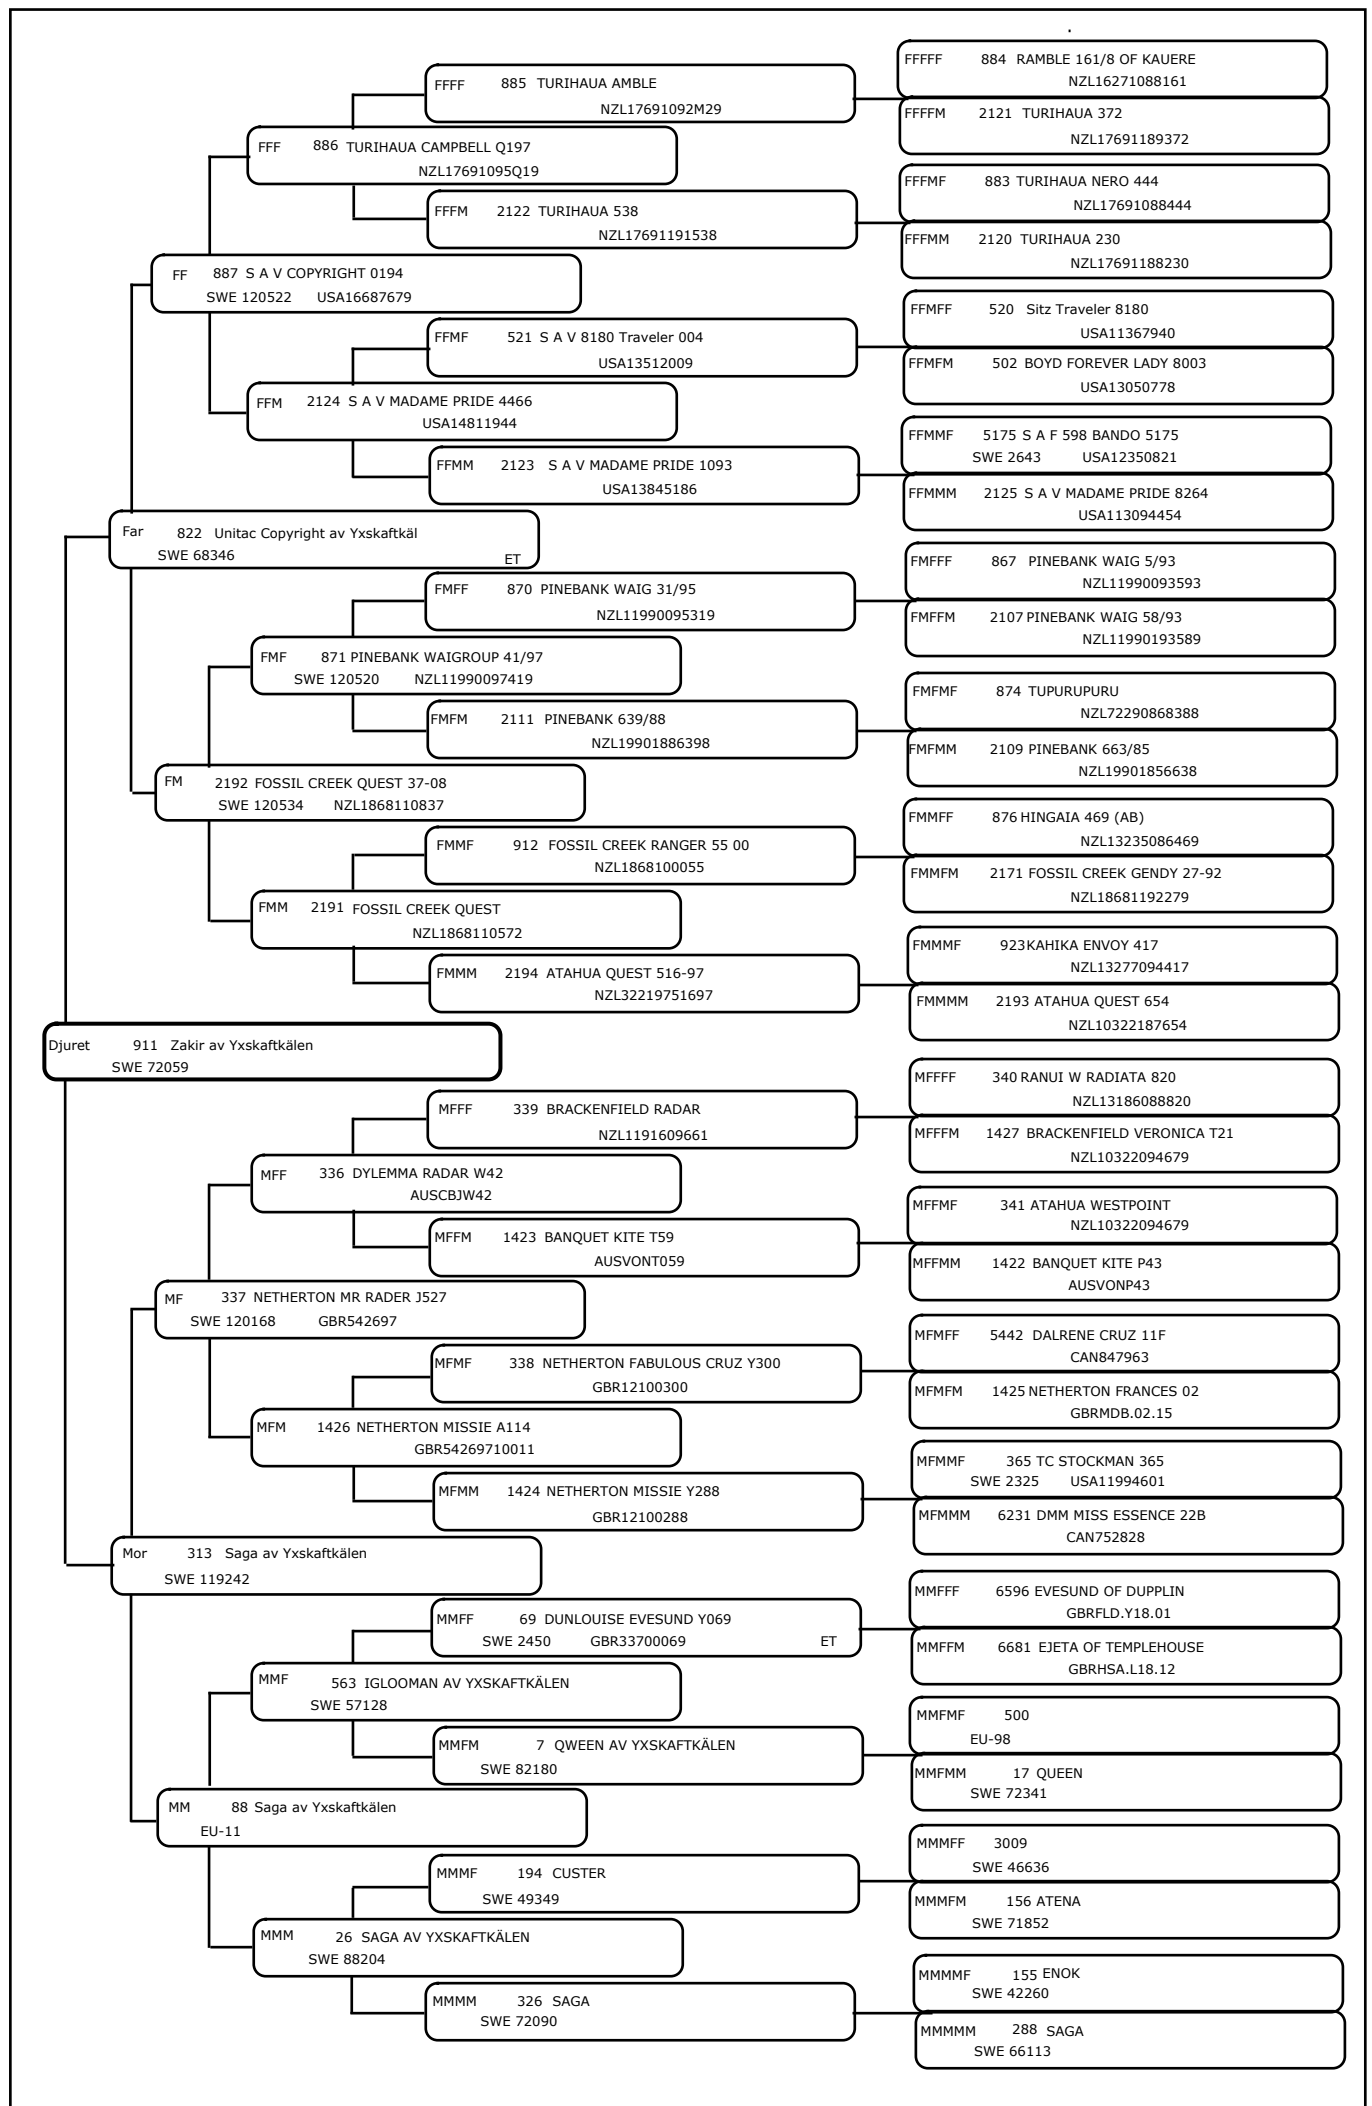 FFFFF 884 RAMBLE 161/8 OF KAUERE
NZL16271088161
FFFF 885 TURIHAUA AMBLE
NZL17691092M29
FFFFM 2121 TURIHAUA 372
NZL17691189372
FFF 886 TURIHAUA CAMPBELL Q197
NZL17691095Q19
FFFMF 883 TURIHAUA NERO 444
NZL17691088444
FFFM 2122 TURIHAUA 538
NZL17691191538
FFFMM 2120 TURIHAUA 230
NZL17691188230
FF 887 S A V COPYRIGHT 0194
SWE 120522 USA16687679
FFMFF 520 Sitz Traveler 8180
USA11367940
FFMF 521 S A V 8180 Traveler 004
USA13512009
FFMFM 502 BOYD FOREVER LADY 8003
USA13050778
FFM 2124 S A V MADAME PRIDE 4466
USA14811944
FFMMF 5175 S A F 598 BANDO 5175
SWE 2643 USA12350821
FFMM 2123 S A V MADAME PRIDE 1093
USA13845186
FFMMM 2125 S A V MADAME PRIDE 8264
USA113094454
Far 822 Unitac Copyright av Yxskaftkäl
SWE 68346 ET
FMFFF 867 PINEBANK WAIG 5/93
NZL11990093593
FMFF 870 PINEBANK WAIG 31/95
NZL11990095319
FMFFM 2107 PINEBANK WAIG 58/93
NZL11990193589
FMF 871 PINEBANK WAIGROUP 41/97
SWE 120520 NZL11990097419
FMFMF 874 TUPURUPURU
NZL72290868388
FMFM 2111 PINEBANK 639/88
NZL19901886398
FMFMM 2109 PINEBANK 663/85
NZL19901856638
FM 2192 FOSSIL CREEK QUEST 37-08
SWE 120534 NZL1868110837
FMMFF 876 HINGAIA 469 (AB)
NZL13235086469
FMMF 912 FOSSIL CREEK RANGER 55 00
NZL1868100055
FMMFM 2171 FOSSIL CREEK GENDY 27-92
NZL18681192279
FMM 2191 FOSSIL CREEK QUEST
NZL1868110572
FMMMF 923 KAHIKA ENVOY 417
NZL13277094417
FMMM 2194 ATAHUA QUEST 516-97
NZL32219751697
FMMMM 2193 ATAHUA QUEST 654
NZL10322187654
Djuret 911 Zakir av Yxskaftkälen
SWE 72059
MFFFF 340 RANUI W RADIATA 820
NZL13186088820
MFFF 339 BRACKENFIELD RADAR
NZL1191609661
MFFFM 1427 BRACKENFIELD VERONICA T21
NZL10322094679
MFF 336 DYLEMMA RADAR W42
AUSCBJW42
MFFMF 341 ATAHUA WESTPOINT
NZL10322094679
MFFM 1423 BANQUET KITE T59
AUSVONT059
MFFMM 1422 BANQUET KITE P43
AUSVONP43
MF 337 NETHERTON MR RADER J527
SWE 120168 GBR542697
MFMFF 5442 DALRENE CRUZ 11F
CAN847963
MFMF 338 NETHERTON FABULOUS CRUZ Y300
GBR12100300
MFMFM 1425 NETHERTON FRANCES 02
GBRMDB.02.15
MFM 1426 NETHERTON MISSIE A114
GBR54269710011
MFMMF 365 TC STOCKMAN 365
SWE 2325 USA11994601
MFMM 1424 NETHERTON MISSIE Y288
GBR12100288
MFMMM 6231 DMM MISS ESSENCE 22B
CAN752828
Mor 313 Saga av Yxskaftkälen
SWE 119242
MMFFF 6596 EVESUND OF DUPPLIN
GBRFLD.Y18.01
MMFF 69 DUNLOUISE EVESUND Y069
SWE 2450 GBR33700069 ET
MMFFM 6681 EJETA OF TEMPLEHOUSE
GBRHSA.L18.12
MMF 563 IGLOOMAN AV YXSKAFTKÄLEN
SWE 57128
MMFMF 500
EU-98
MMFM 7 QWEEN AV YXSKAFTKÄLEN
SWE 82180
MMFMM 17 QUEEN
SWE 72341
MM 88 Saga av Yxskaftkälen
EU-11
MMMFF 3009
SWE 46636
MMMF 194 CUSTER
SWE 49349
MMMFM 156 ATENA
SWE 71852
MMM 26 SAGA AV YXSKAFTKÄLEN
SWE 88204
MMMMF 155 ENOK
SWE 42260
MMMM 326 SAGA
SWE 72090
MMMMM 288 SAGA
SWE 66113